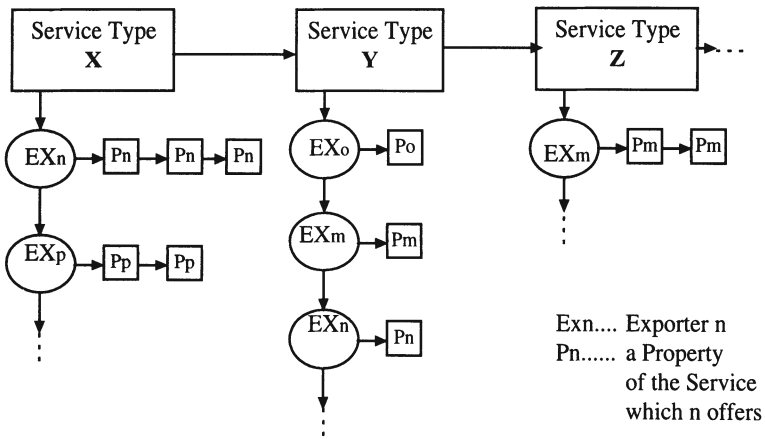 Service Type
X
Service Type
Y
Service Type
Z
EXn Pn Pn Pn
EXp Pp Pp
EXo Po
EXm Pm
EXn Pn
EXm Pm Pm
Exn.... Exporter n
Pn...... a Property
of the Service
which n offers